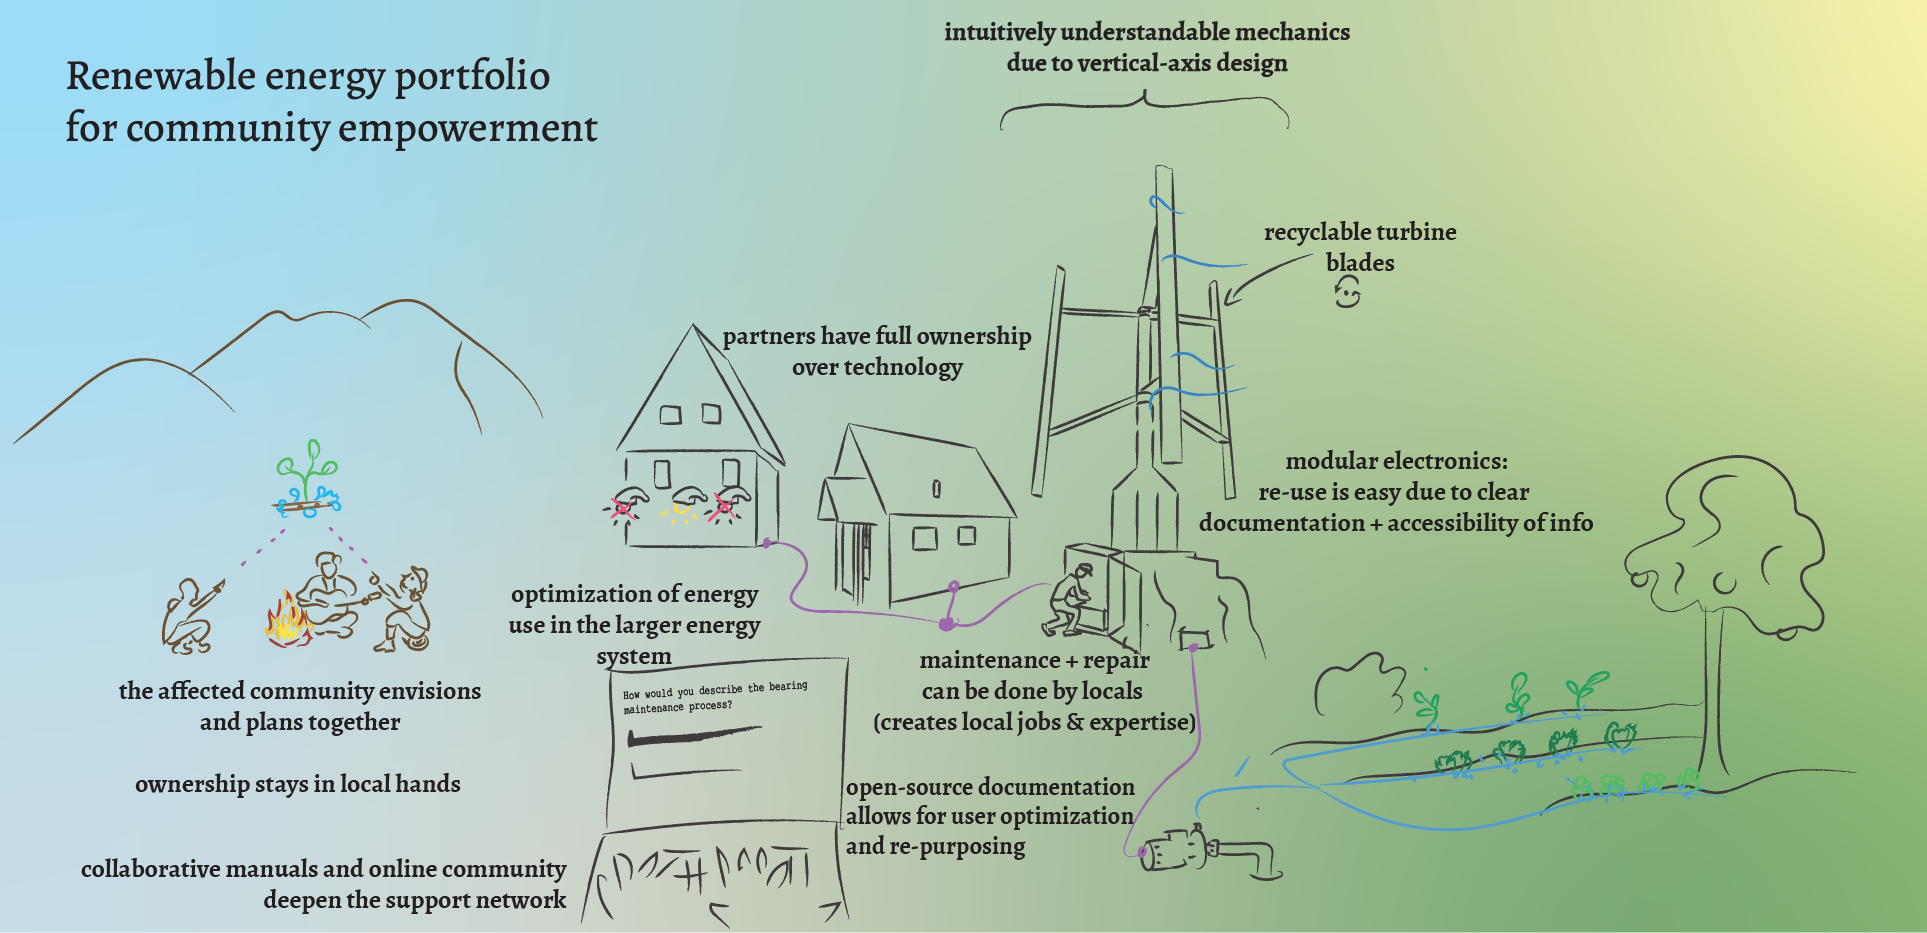 Renewable energy portfolio
for community empowerment
intuitively understandable mechanics
due to vertical-axis design
recyclable turbine
blades
partners have full ownership
over technology
modular electronics:
re-use is easy due to clear
documentation + accessibility of info
optimization of energy
use in the larger energy
system
the affected community envisions
and plans together
ownership stays in local hands
collaborative manuals and online community
deepen the support network
How would you describe the bearing
maintenance process?
maintenance + repair
can be done by locals
(creates local jobs & expertise)
open-source documentation
allows for user optimization
and re-purposing